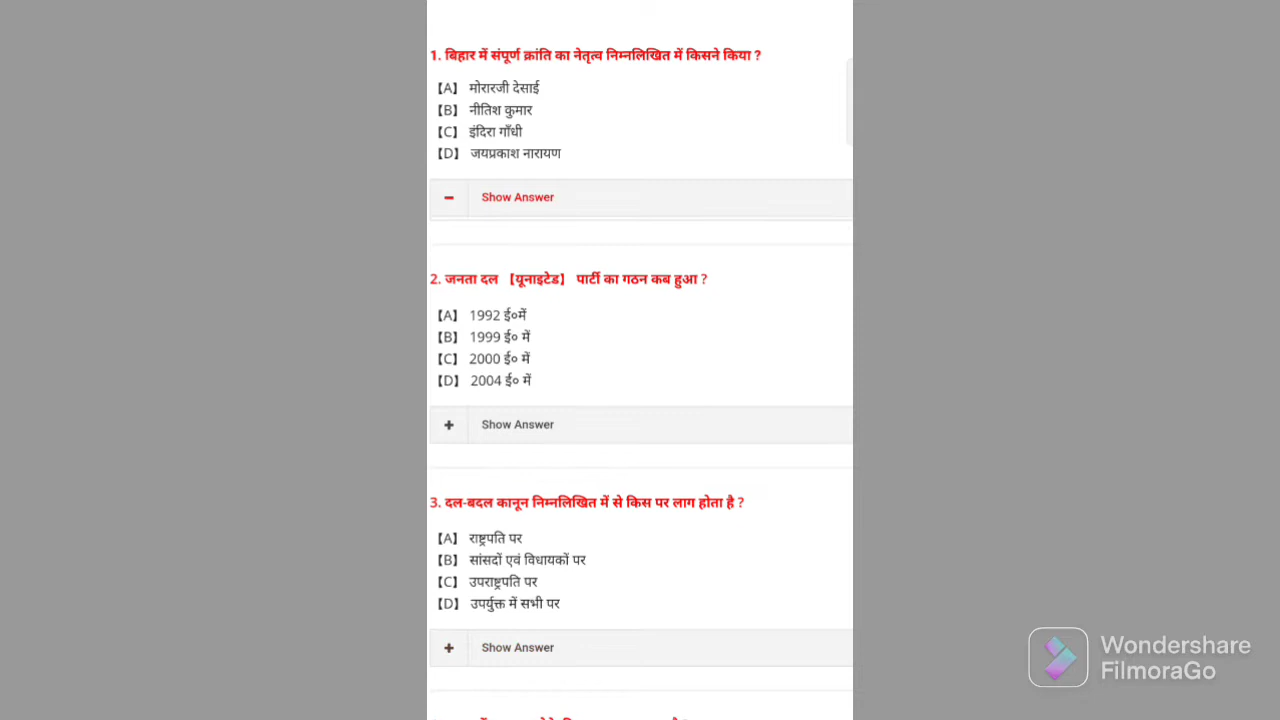 1. बिहार में संपूर्ण क्रांति का नेतृत्व निम्नलिखित में किसने किया ?
【A】 मोरारजी देसाई
【B】 नीतिश कुमार
【C】 इंदिरा गाँधी
【D】 जयप्रकाश नारायण
Show Answer
2. जनता दल 【यूनाइटेड】 पार्टी का गठन कब हुआ ?
【A】 1992 ई०में
【B】 1999 ई० में
【C】 2000 ई० में
【D】 2004 ई० में
Show Answer
3. दल-बदल कानून निम्नलिखित में से किस पर लाग होता है ?
【A】 राष्ट्रपति पर
【B】 सांसदों एवं विधायकों पर
【C】 उपराष्ट्रपति पर
【D】 उपर्युक्त में सभी पर
Show Answer
Wondershare
FilmoraGo